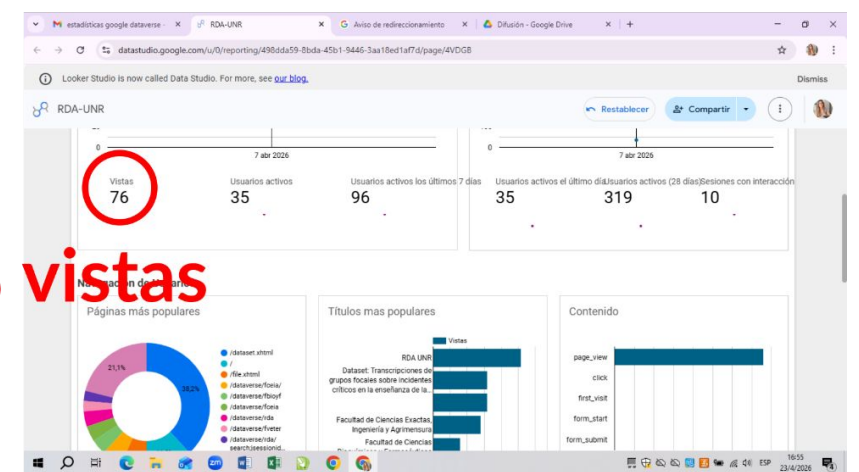 estadísticas google dataverse -
RDA-UNR
Aviso de redireccionamiento
Difusión - Google Drive
datastudio.google.com/u/0/reporting/498dda59-8bda-45b1-9446-3aa18ed1af7d/page/4VDGB
Looker Studio is now called Data Studio. For more, see our blog.
Dismiss
RDA-UNR
Restablecer
Compartir
0
7 abr 2026
0
7 abr 2026
Vistas
76
Usuarios activos
35
Usuarios activos los últimos 7 días
96
Usuarios activos el último día
35
Usuarios activos (28 días)
319
Sesiones con interacción
10
vistas
Páginas más populares
21,1%
38,2%
/dataset.xhtml
/
/file.xhtml
/dataverse/fceia/
/dataverse/fbioyf
/dataverse/fceia
/dataverse/rda
/dataverse/fveter
/dataverse/rda/
search;jsessionid...
Títulos mas populares
Vistas
RDA UNR
Dataset: Transcripciones de
grupos focales sobre incidentes
críticos en la enseñanza de la...
Facultad de Ciencias Exactas,
Ingeniería y Agrimensura
Facultad de Ciencias
Contenido
page_view
click
first_visit
form_start
form_submit
ESP
16:55
23/4/2026